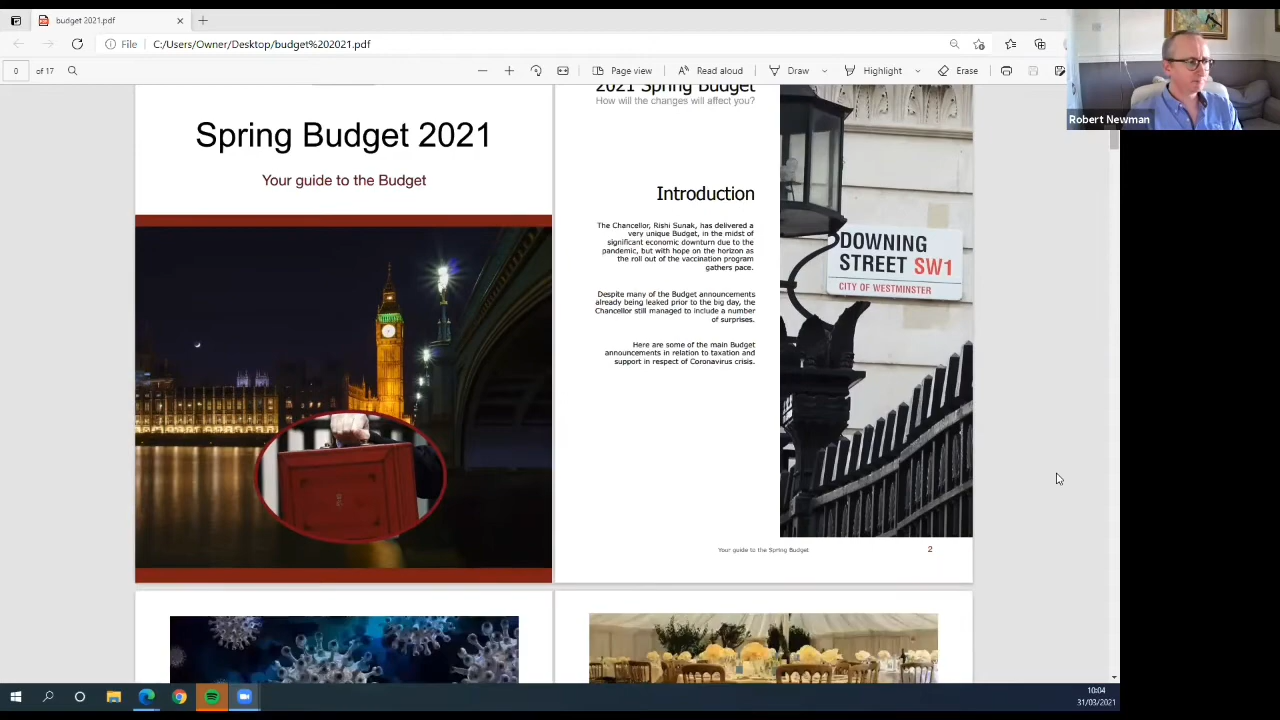 budget 2021.pdf
File
C:/Users/Owner/Desktop/budget%202021.pdf
0 of 17
Page view
Read aloud
Draw
Highlight
Erase
Robert Newman
Spring Budget 2021
Your guide to the Budget
2021 Spring Budget
How will the changes will affect you?
Introduction
The Chancellor, Rishi Sunak, has delivered a
very unique Budget, in the midst of
significant economic downturn due to the
pandemic, but with hope on the horizon as
the roll out of the vaccination program
gathers pace.
Despite many of the Budget announcements
already being leaked prior to the big day, the
Chancellor still managed to include a number
of surprises.
Here are some of the main Budget
announcements in relation to taxation and
support in respect of Coronavirus crisis.
DOWNING
STREET SW1
CITY OF WESTMINSTER
Your guide to the Spring Budget
2
10:04
31/03/2021